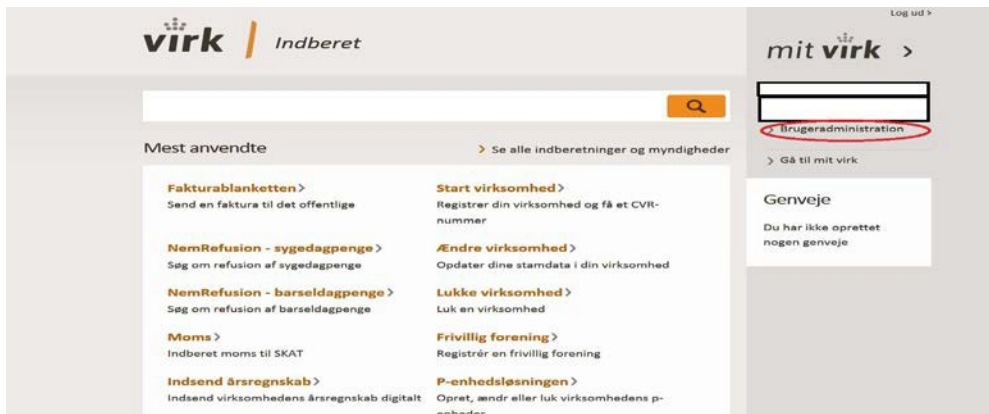 virk / Indberet
Log ud >
mit virk >
> Brugeradministration
> Gå til mit virk
Genveje
Du har ikke oprettet
nogen genveje
Mest anvendte
> Se alle indberetninger og myndigheder
Fakturablanketten >
Send en faktura til det offentlige
NemRefusion - sygedagpenge >
Søg om refusion af sygedagpenge
NemRefusion - barseldagpenge >
Søg om refusion af barseldagpenge
Moms >
Indberet moms til SKAT
Indsend årsregnskab >
Indsend virksomhedens årsregnskab digitalt
Start virksomhed >
Registrer din virksomhed og få et CVR-
nummer
Ændre virksomhed >
Opdater dine stamdata i din virksomhed
Lukke virksomhed >
Luk en virksomhed
Frivillig forening >
Registrér en frivillig forening
P-enhedsløsningen >
Opret, ændr eller luk virksomhedens p-
enheder